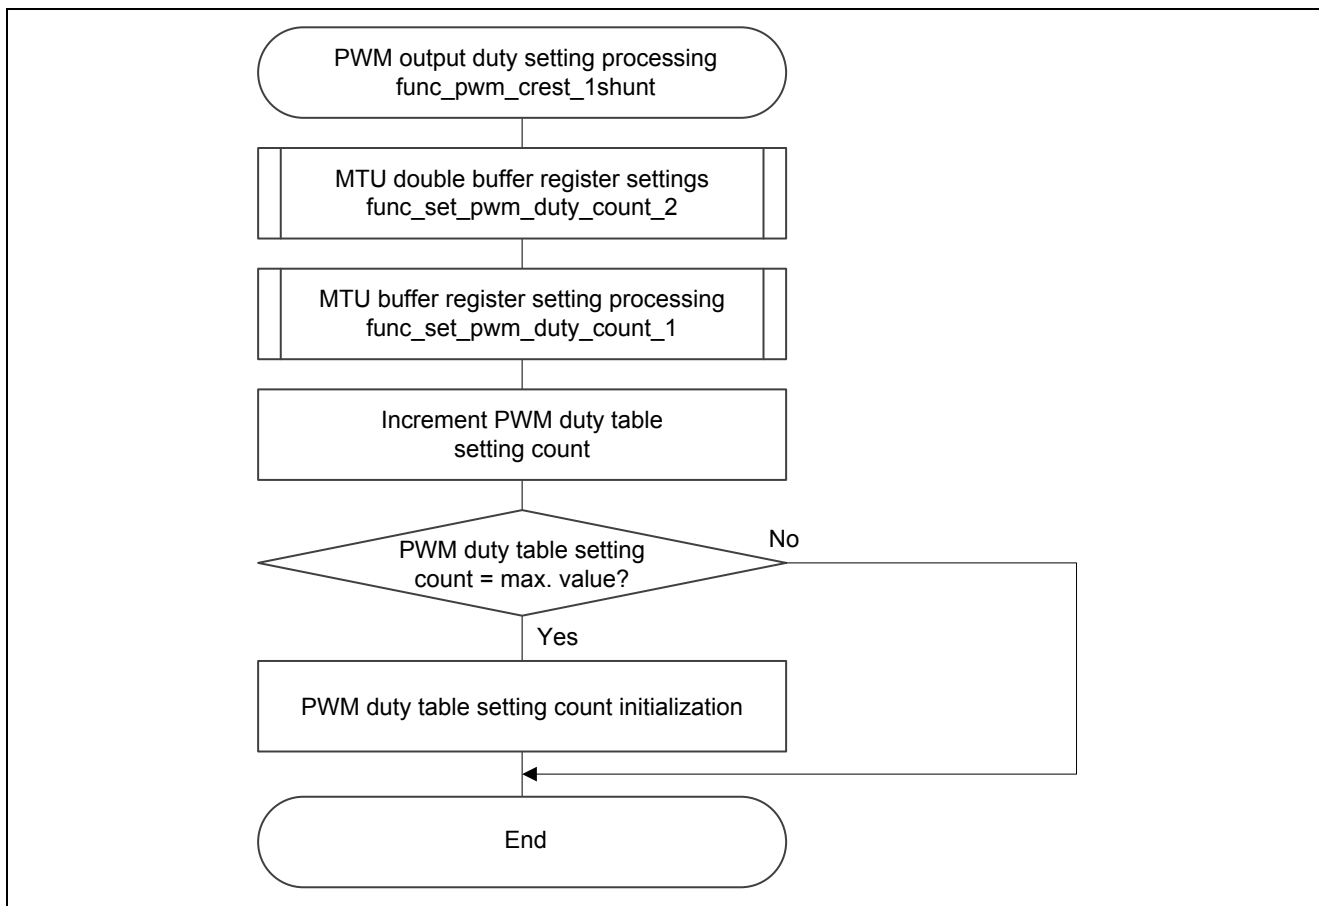 PWM output duty setting processing
func_pwm_crest_1shunt
MTU double buffer register settings
func_set_pwm_duty_count_2
MTU buffer register setting processing
func_set_pwm_duty_count_1
Increment PWM duty table
setting count
PWM duty table setting
count = max. value?
No
Yes
PWM duty table setting count initialization
End